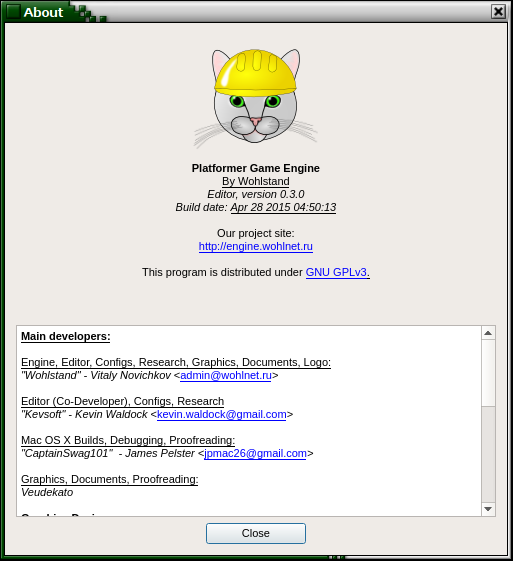 About
Platformer Game Engine
By Wohlstand
Editor, version 0.3.0
Build date: Apr 28 2015 04:50:13
Our project site:
http://engine.wohlnet.ru
This program is distributed under GNU GPLv3.
Main developers:
Engine, Editor, Configs, Research, Graphics, Documents, Logo:
"Wohlstand" - Vitaly Novichkov <admin@wohlnet.ru>
Editor (Co-Developer), Configs, Research
"Kevsoft" - Kevin Waldock <kevin.waldock@gmail.com>
Mac OS X Builds, Debugging, Proofreading:
"CaptainSwag101" - James Pelster <jpmac26@gmail.com>
Graphics, Documents, Proofreading:
Veudekato
Close